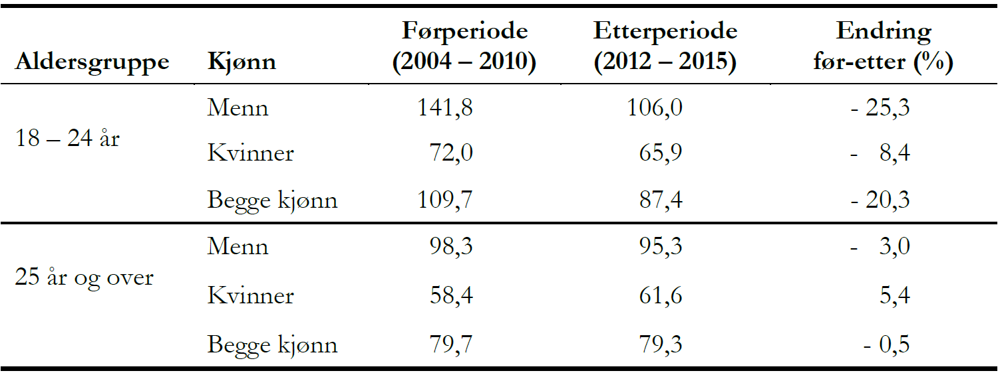 Aldersgruppe Kjønn Førperiode (2004 – 2010) Etterperiode (2012 – 2015) Endring før-etter (%)
18 – 24 år
Menn 141,8 106,0 - 25,3
Kvinner 72,0 65,9 - 8,4
Begge kjønn 109,7 87,4 - 20,3
25 år og over
Menn 98,3 95,3 - 3,0
Kvinner 58,4 61,6 5,4
Begge kjønn 79,7 79,3 - 0,5